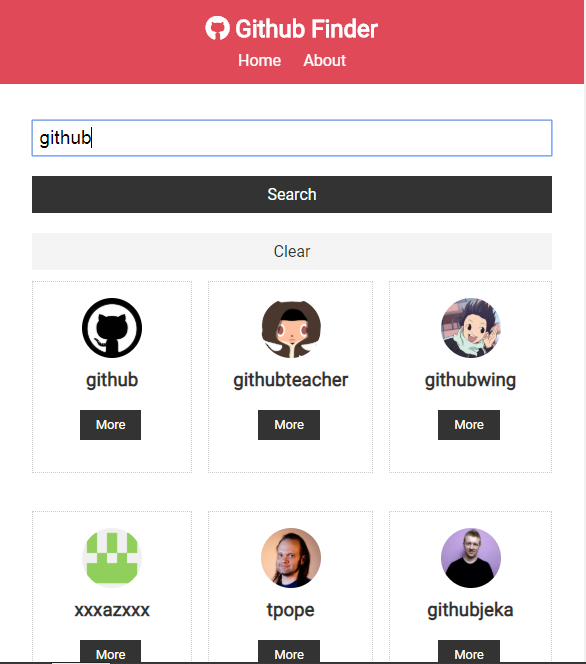 Github Finder
Home About
github
Search
Clear
github githubteacher githubwing
More More More
xxxazxxx tpope githubjeka
More More More